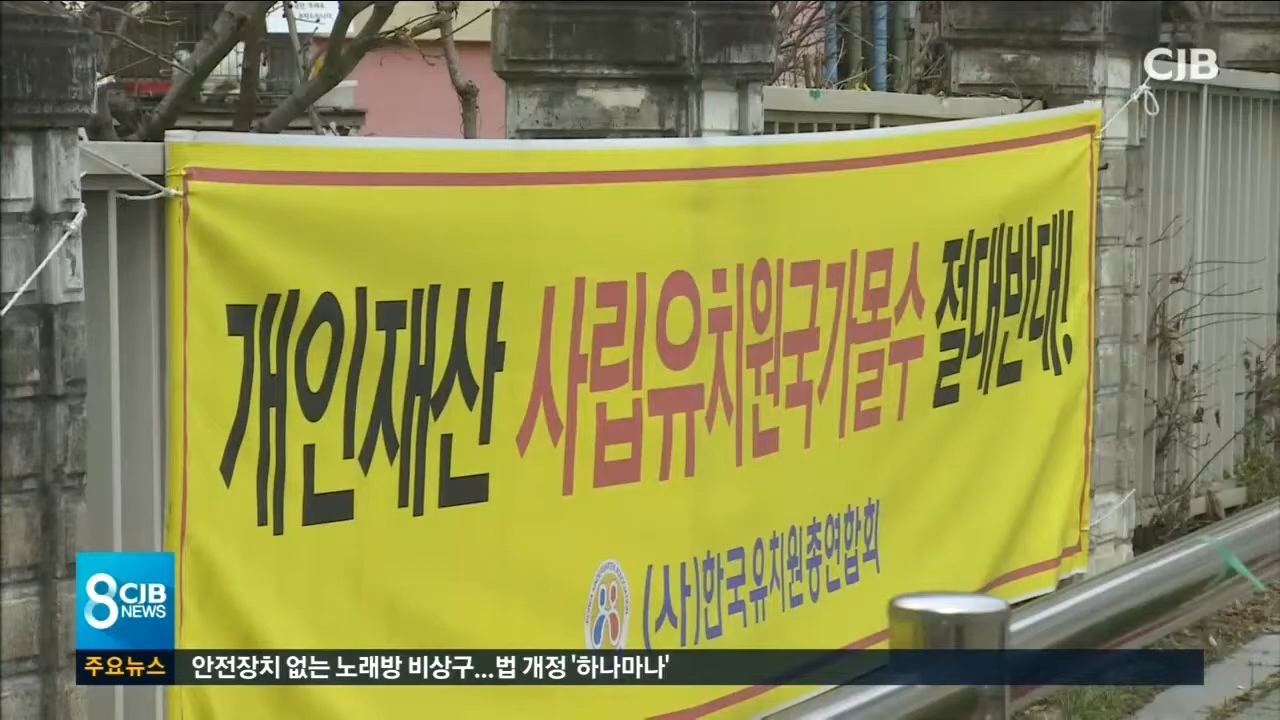 CJB
개인재산 사립유치원국가몰수 절대반대!
(사)한국유치원총연합회
8 CJB NEWS
주요뉴스 안전장치 없는 노래방 비상구...법 개정 '하나마나'